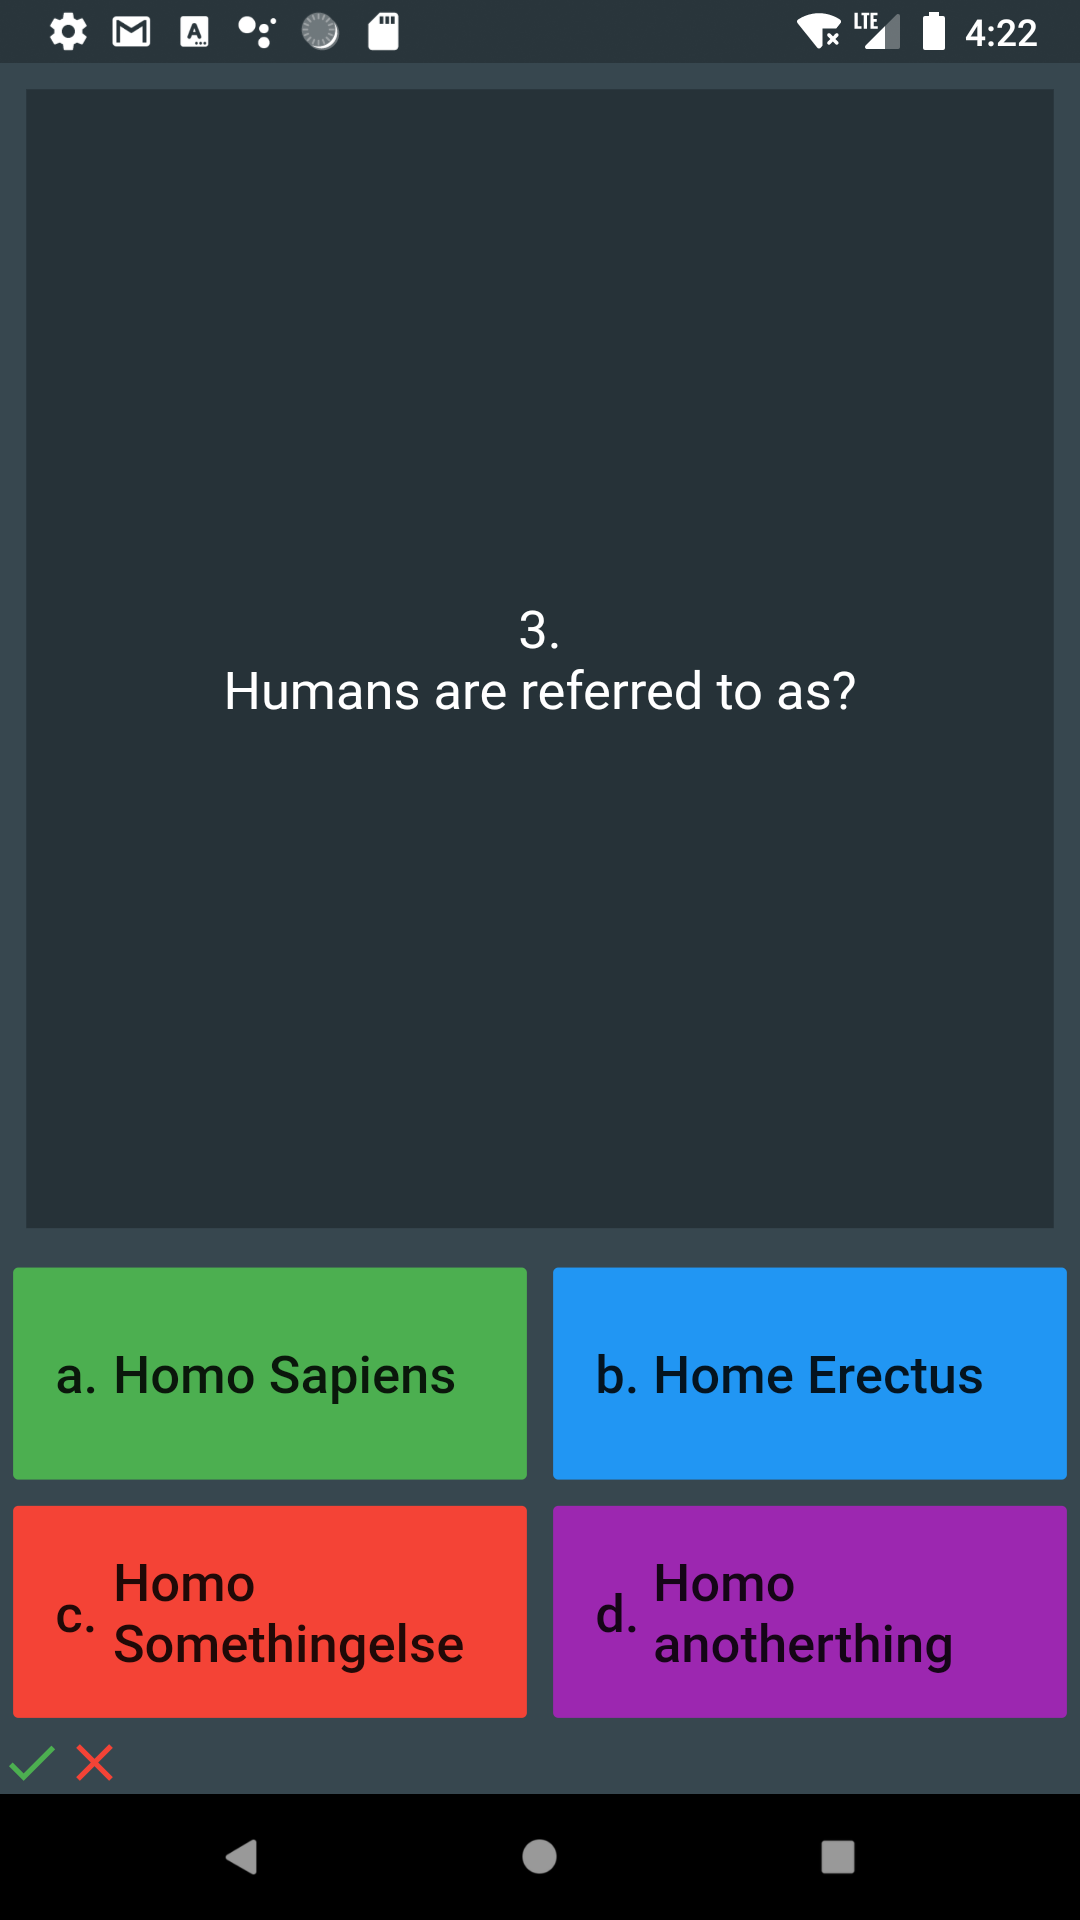 LTE 4:22
3.
Humans are referred to as?
a. Homo Sapiens
b. Home Erectus
c. Homo
Somethingelse
d. Homo
anotherthing